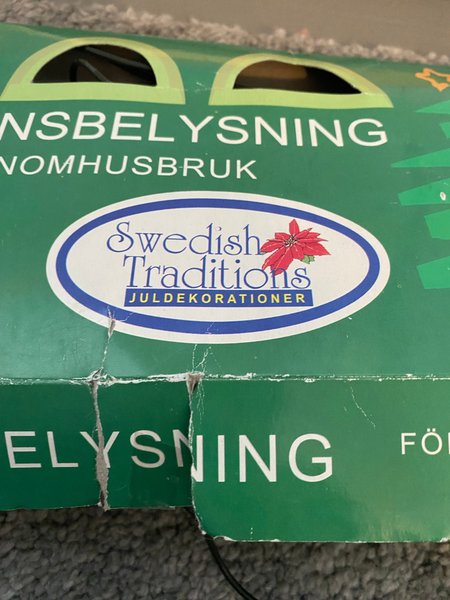 NSBELYSNING
NOMHUSBRUK
Swedish
Traditions
JULDEKORATIONER
ELYSNING FÖ